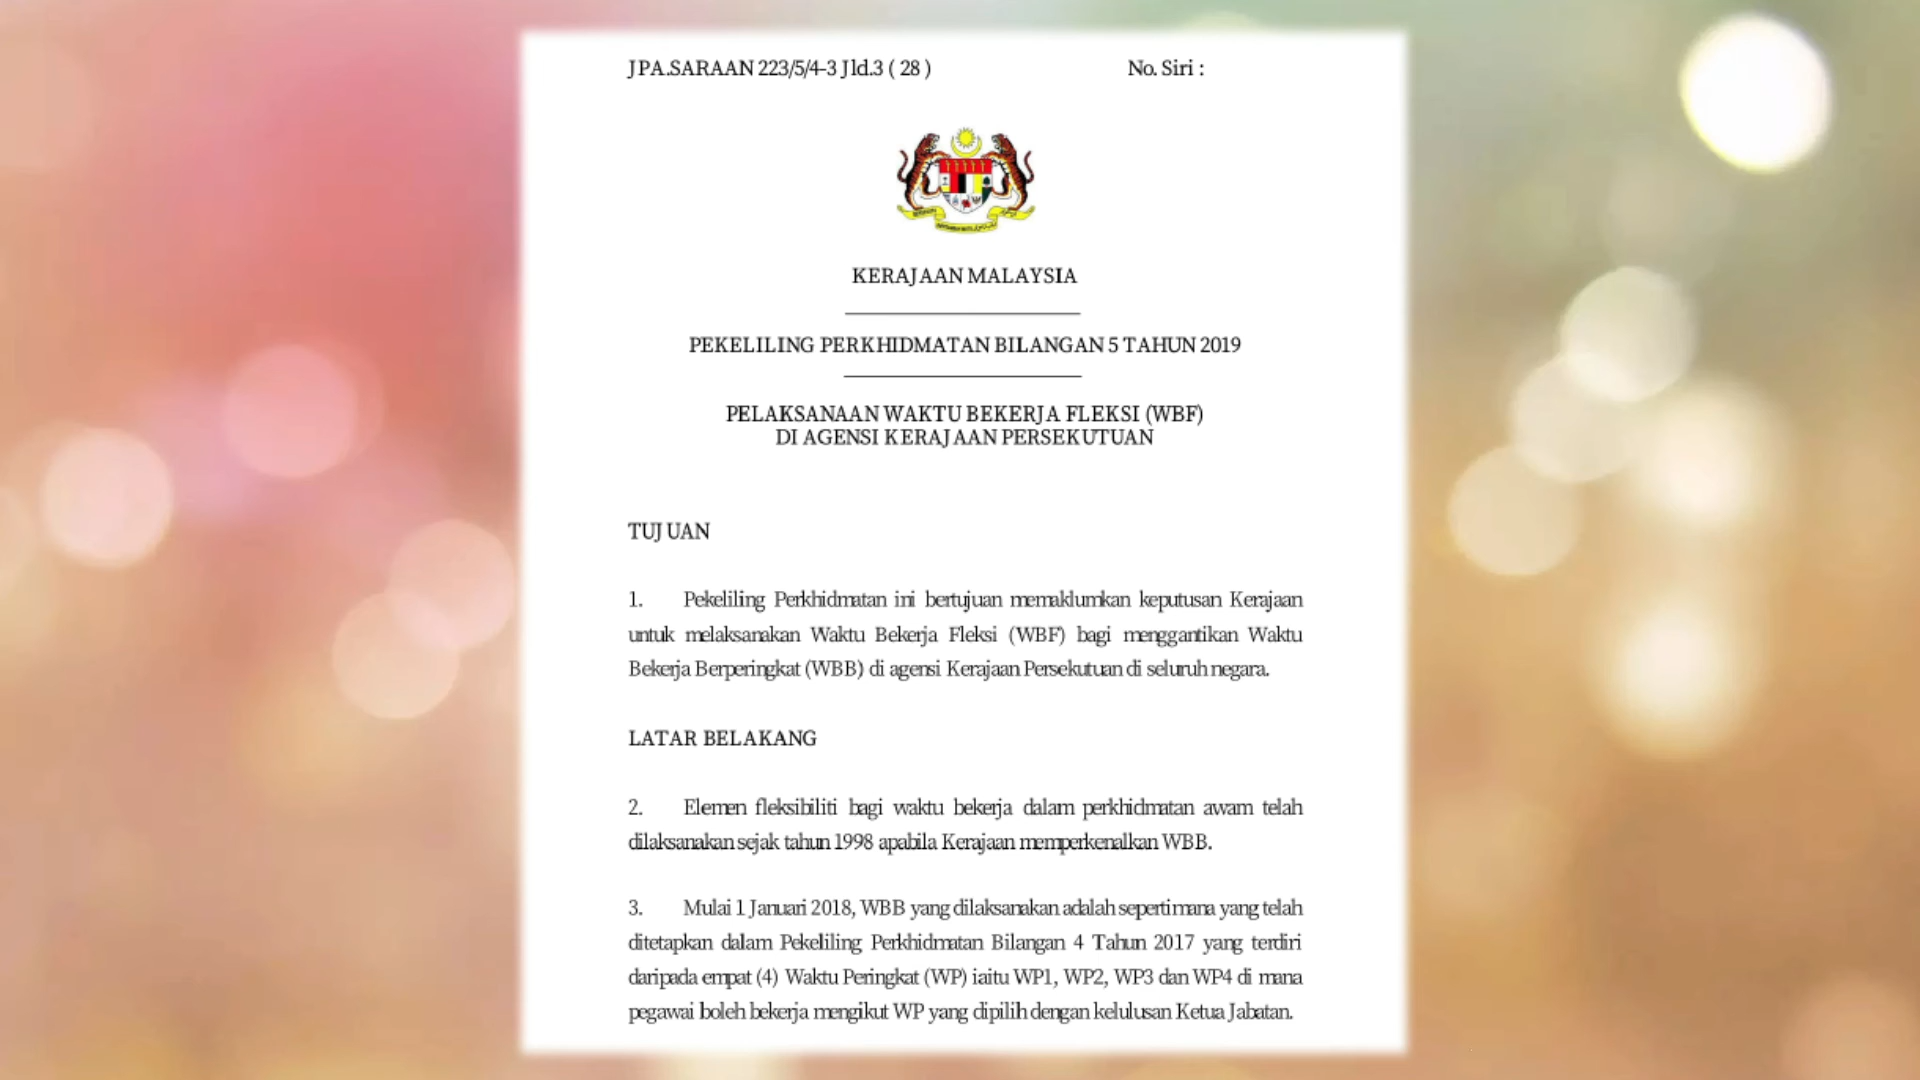 JPA.SARAAN 223/5/4-3 Jld.3 ( 28 ) No. Siri :
KERAJAAN MALAYSIA
PEKELILING PERKHIDMATAN BILANGAN 5 TAHUN 2019
PELAKSANAAN WAKTU BEKERJA FLEKSI (WBF)
DI AGENSI KERAJAAN PERSEKUTUAN
TUJUAN
1. Pekeliling Perkhidmatan ini bertujuan memaklumkan keputusan Kerajaan
untuk melaksanakan Waktu Bekerja Fleksi (WBF) bagi menggantikan Waktu
Bekerja Berperingkat (WBB) di agensi Kerajaan Persekutuan di seluruh negara.
LATAR BELAKANG
2. Elemen fleksibiliti bagi waktu bekerja dalam perkhidmatan awam telah
dilaksanakan sejak tahun 1998 apabila Kerajaan memperkenalkan WBB.
3. Mulai 1 Januari 2018, WBB yang dilaksanakan adalah seperti mana yang telah
ditetapkan dalam Pekeliling Perkhidmatan Bilangan 4 Tahun 2017 yang terdiri
daripada empat (4) Waktu Peringkat (WP) iaitu WP1, WP2, WP3 dan WP4 di mana
pegawai boleh bekerja mengikut WP yang dipilih dengan kelulusan Ketua Jabatan.